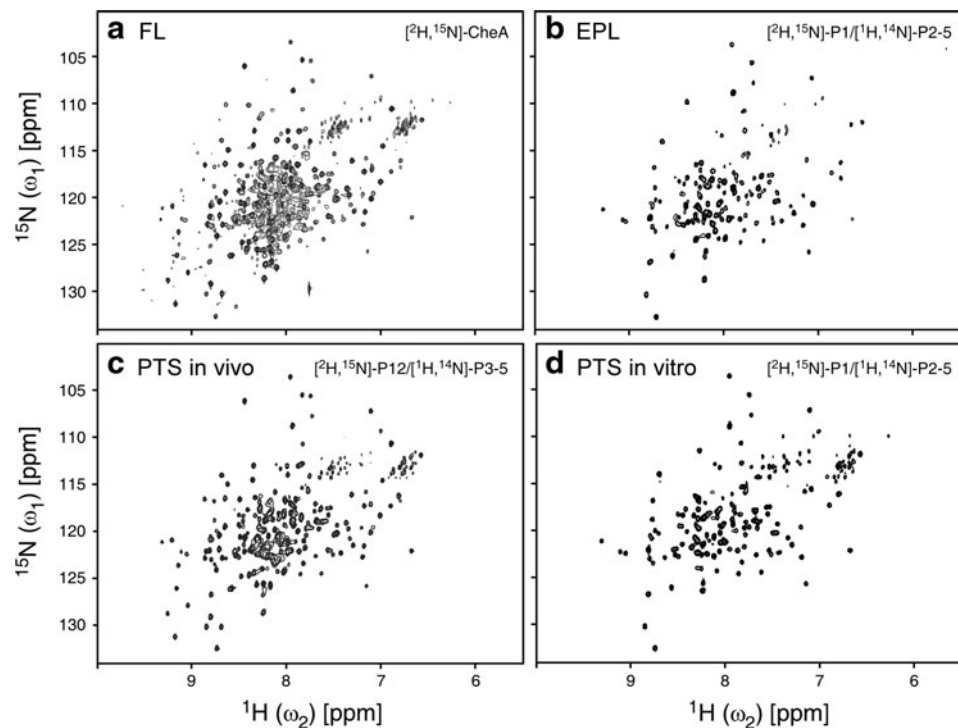 a FL [²H,¹⁵N]-CheA
b EPL [²H,¹⁵N]-P1/[¹H,¹⁴N]-P2-5
105
110
115
120
125
130
¹⁵N (ω₁) [ppm]
c PTS in vivo [²H,¹⁵N]-P12/[¹H,¹⁴N]-P3-5
d PTS in vitro [²H,¹⁵N]-P1/[¹H,¹⁴N]-P2-5
105
110
115
120
125
130
¹⁵N (ω₁) [ppm]
9 8 7 6
9 8 7 6
¹H (ω₂) [ppm]
¹H (ω₂) [ppm]